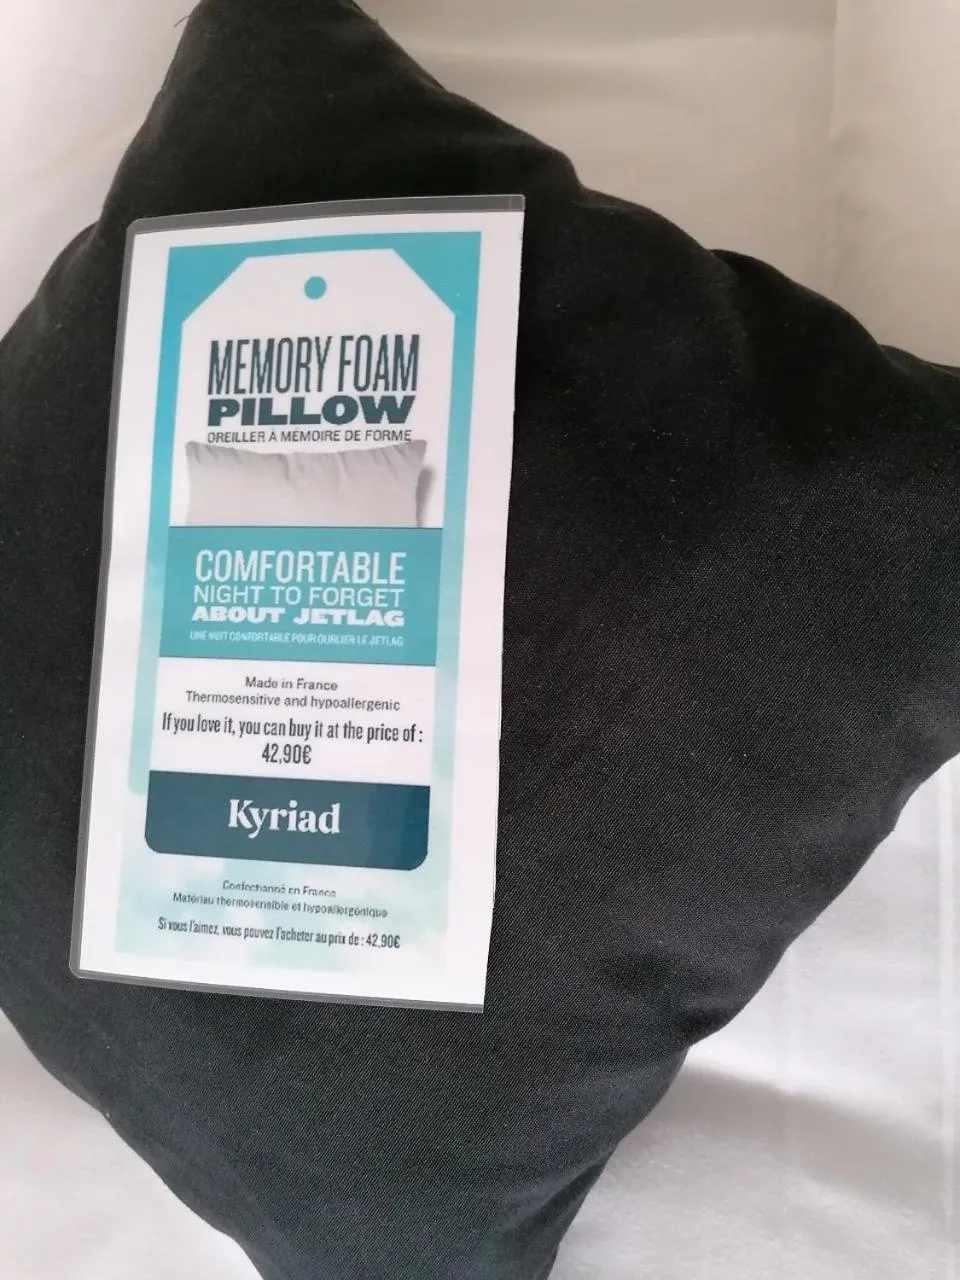 MEMORY FOAM
PILLOW
OREILLER À MÉMOIRE DE FORME
COMFORTABLE
NIGHT TO FORGET
ABOUT JETLAG
UNE NUIT CONFORTABLE POUR OUBLIER LE JETLAG
Made in France
Thermosensitive and hypoallergenic
If you love it, you can buy it at the price of :
42,90€
Kyriad
Confectionné en France
Matériau thermosensible et hypoallergénique
Si vous l'aimez, vous pouvez l'acheter au prix de : 42,90€